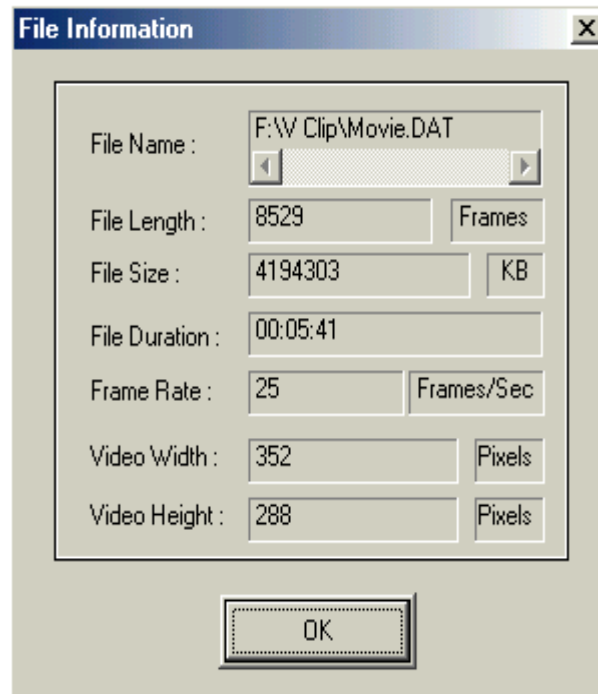 File Information
File Name :
F:\V Clip\Movie.DAT
File Length :
8529
Frames
File Size :
4194303
KB
File Duration :
00:05:41
Frame Rate :
25
Frames/Sec
Video Width :
352
Pixels
Video Height :
288
Pixels
OK